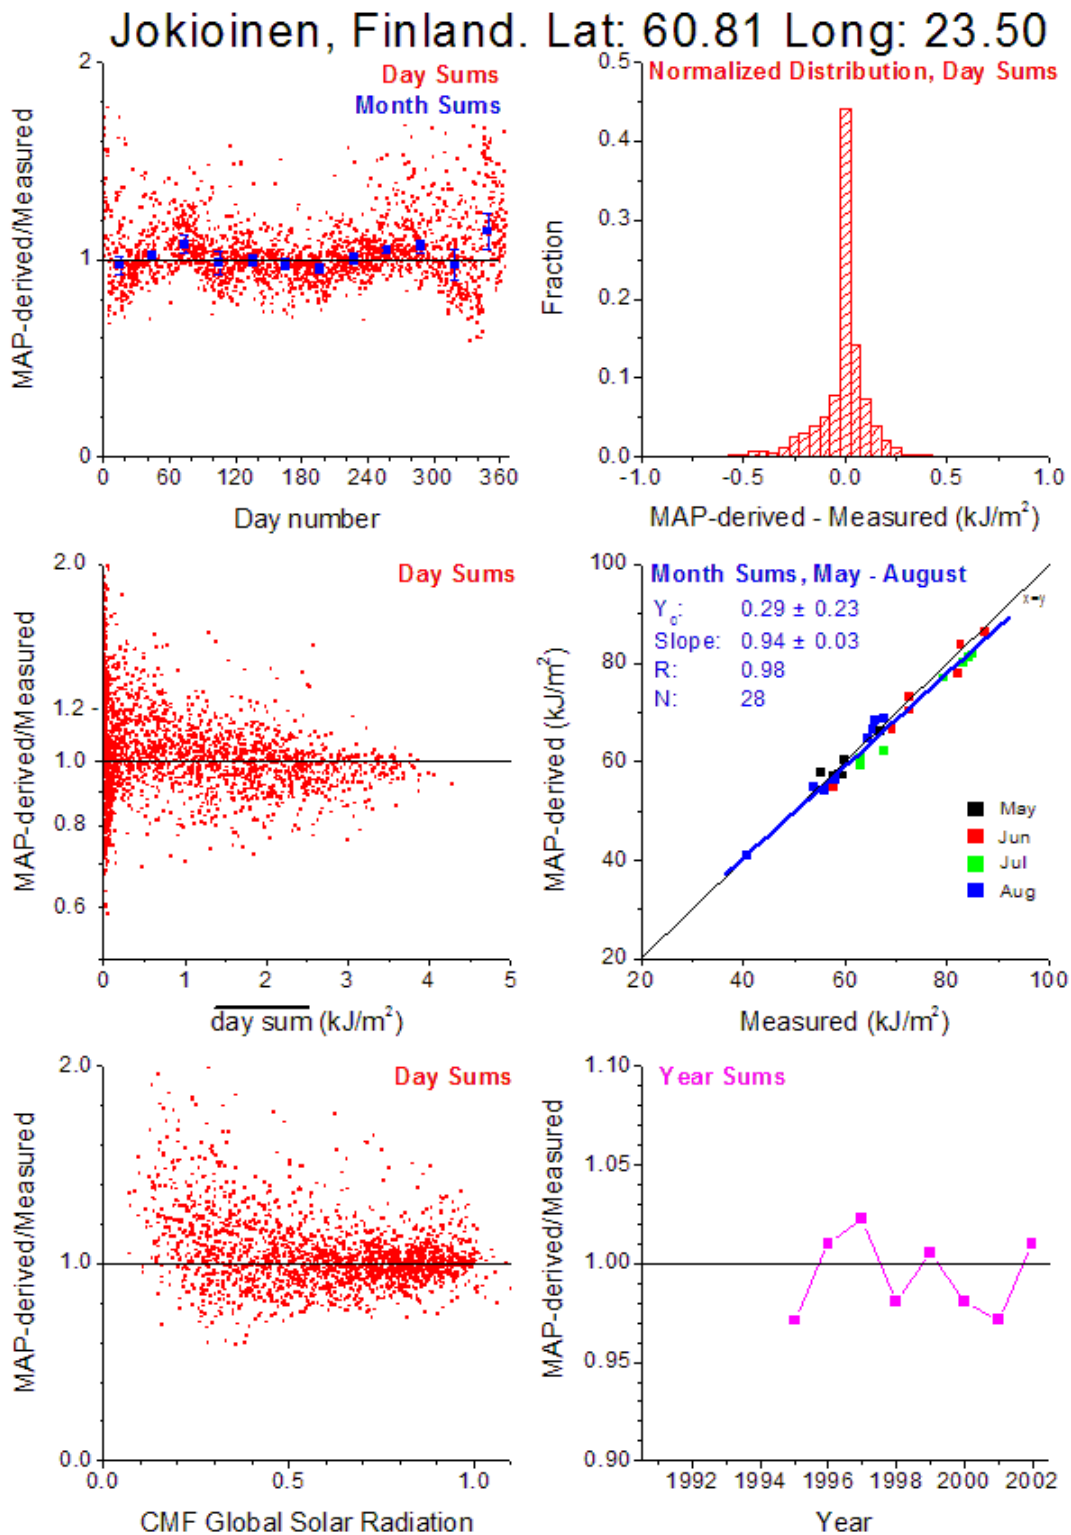 Jokioinen, Finland. Lat: 60.81 Long: 23.50
Day Sums
Month Sums
MAP-derived/Measured
2
1
0
0 60 120 180 240 300 360
Day number
Normalized Distribution, Day Sums
Fraction
0.5
0.4
0.3
0.2
0.1
0.0
-1.0 -0.5 0.0 0.5 1.0
MAP-derived - Measured (kJ/m²)
Day Sums
MAP-derived/Measured
2.0
1.2
1.0
0.8
0.6
0 1 2 3 4 5
day sum (kJ/m²)
Month Sums, May - August
Y₀: 0.29 ± 0.23
Slope: 0.94 ± 0.03
R: 0.98
N: 28
x=y
MAP-derived (kJ/m²)
100
80
60
40
20
May
Jun
Jul
Aug
20 40 60 80 100
Measured (kJ/m²)
Day Sums
MAP-derived/Measured
2.0
1.0
0.0
0.0 0.5 1.0
CMF Global Solar Radiation
Year Sums
MAP-derived/Measured
1.10
1.05
1.00
0.95
0.90
1992 1994 1996 1998 2000 2002
Year